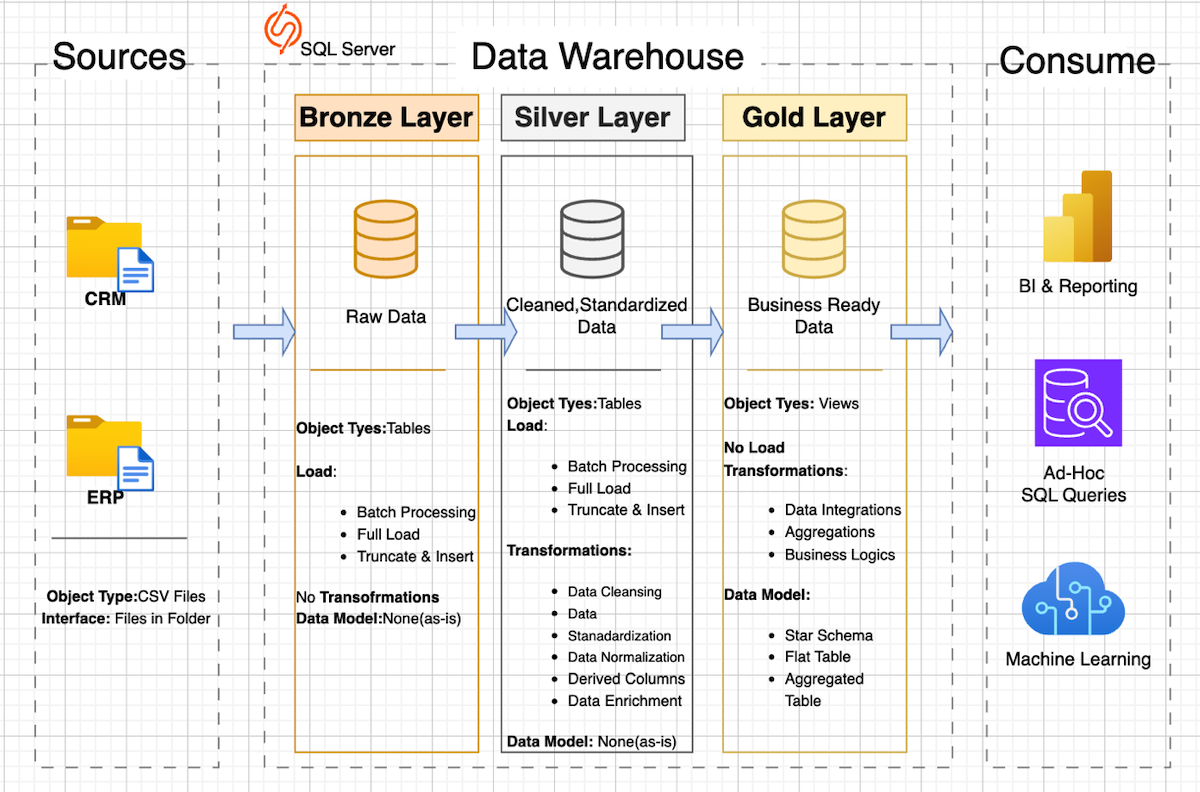 Sources
CRM
ERP
Object Type:CSV Files
Interface: Files in Folder
SQL Server
Data Warehouse
Bronze Layer
Raw Data
Object Tyes:Tables
Load:
• Batch Processing
• Full Load
• Truncate & Insert
No Transofrmations
Data Model:None(as-is)
Silver Layer
Cleaned,Standardized
Data
Object Tyes:Tables
Load:
• Batch Processing
• Full Load
• Truncate & Insert
Transformations:
• Data Cleansing
• Data
• Stanadardization
• Data Normalization
• Derived Columns
• Data Enrichment
Data Model: None(as-is)
Gold Layer
Business Ready
Data
Object Tyes: Views
No Load
Transformations:
• Data Integrations
• Aggregations
• Business Logics
Data Model:
• Star Schema
• Flat Table
• Aggregated
Table
Consume
BI & Reporting
Ad-Hoc
SQL Queries
Machine Learning